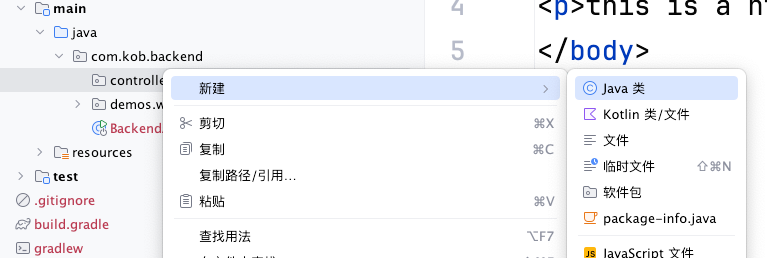 main
java
com.kob.backend
controlle
demos.w
Backend
resources
test
.gitignore
build.gradle
gradlew
4 <p>this is a h
5 </body>
新建
剪切 ⌘X
复制 ⌘C
复制路径/引用...
粘贴 ⌘V
查找用法 ⌥F7
Java 类
Kotlin 类/文件
文件
临时文件 ⇧⌘N
软件包
package-info.java
JS JavaScript 文件